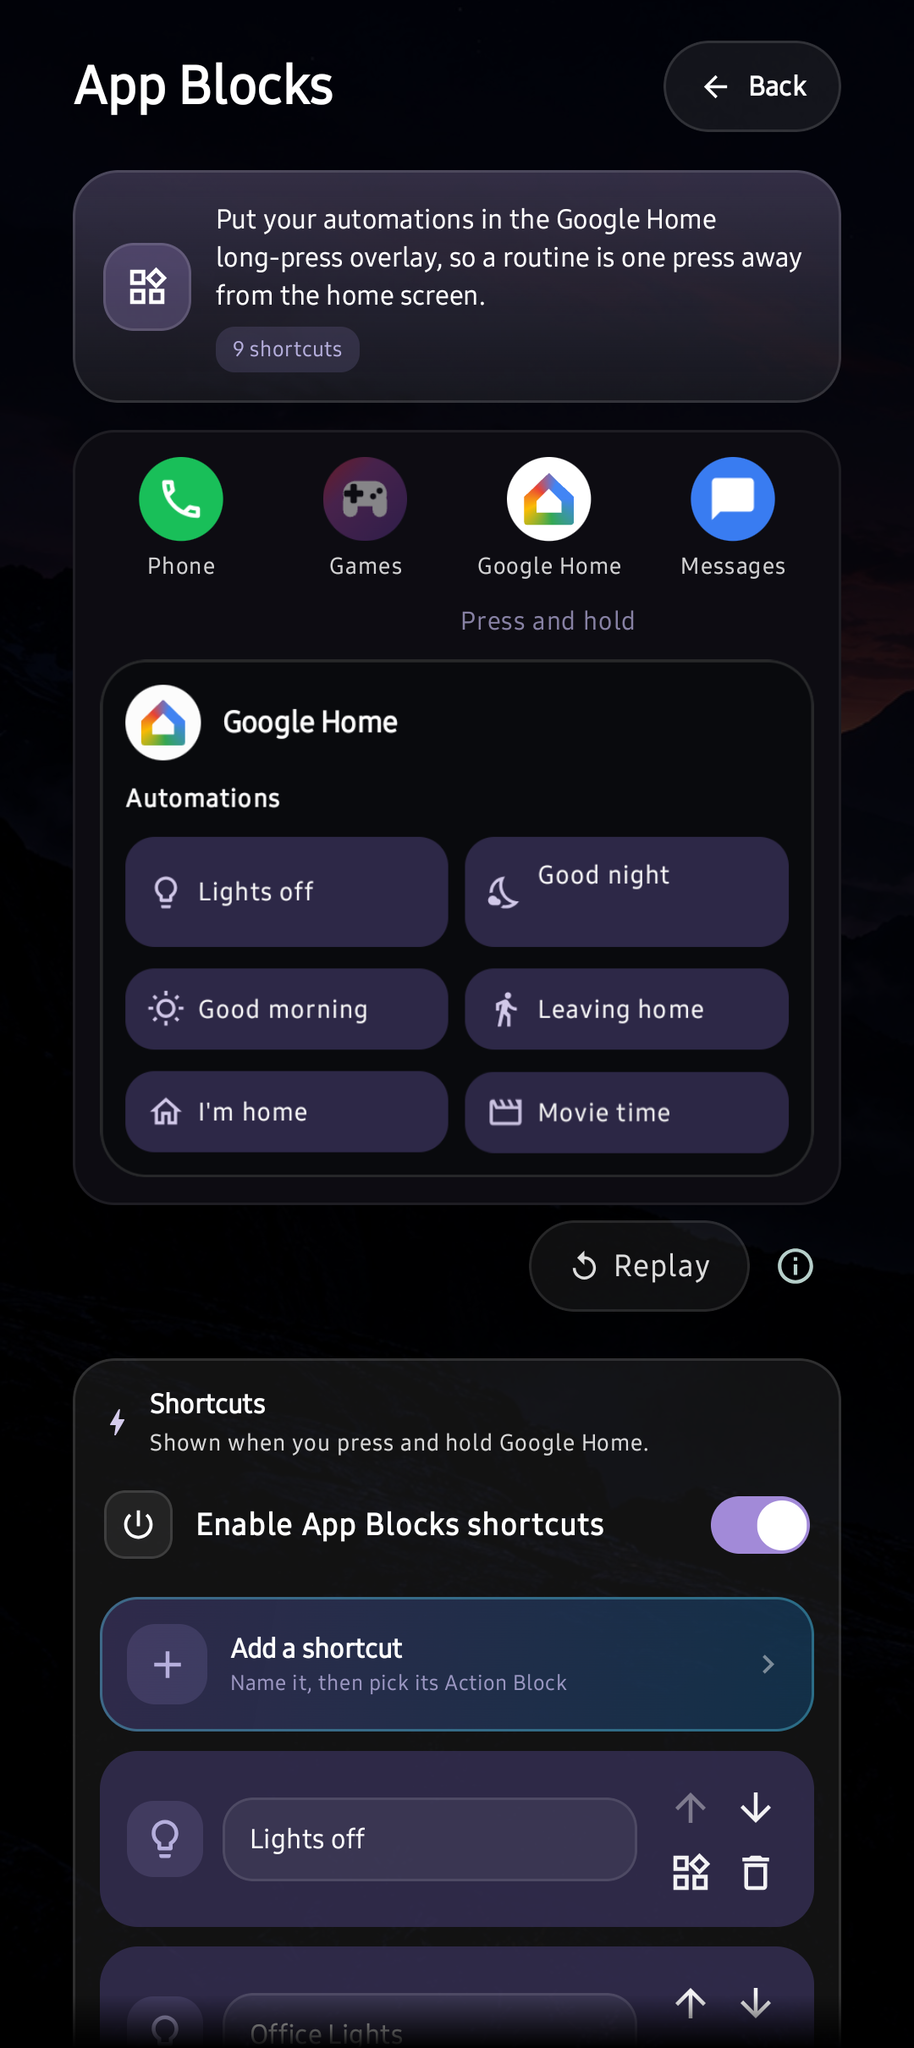 App Blocks
Back
Put your automations in the Google Home
long-press overlay, so a routine is one press away
from the home screen.
9 shortcuts
Phone
Games
Google Home
Messages
Press and hold
Google Home
Automations
Lights off
Good night
Good morning
Leaving home
I'm home
Movie time
Replay
Shortcuts
Shown when you press and hold Google Home.
Enable App Blocks shortcuts
Add a shortcut
Name it, then pick its Action Block
Lights off
Office Lights